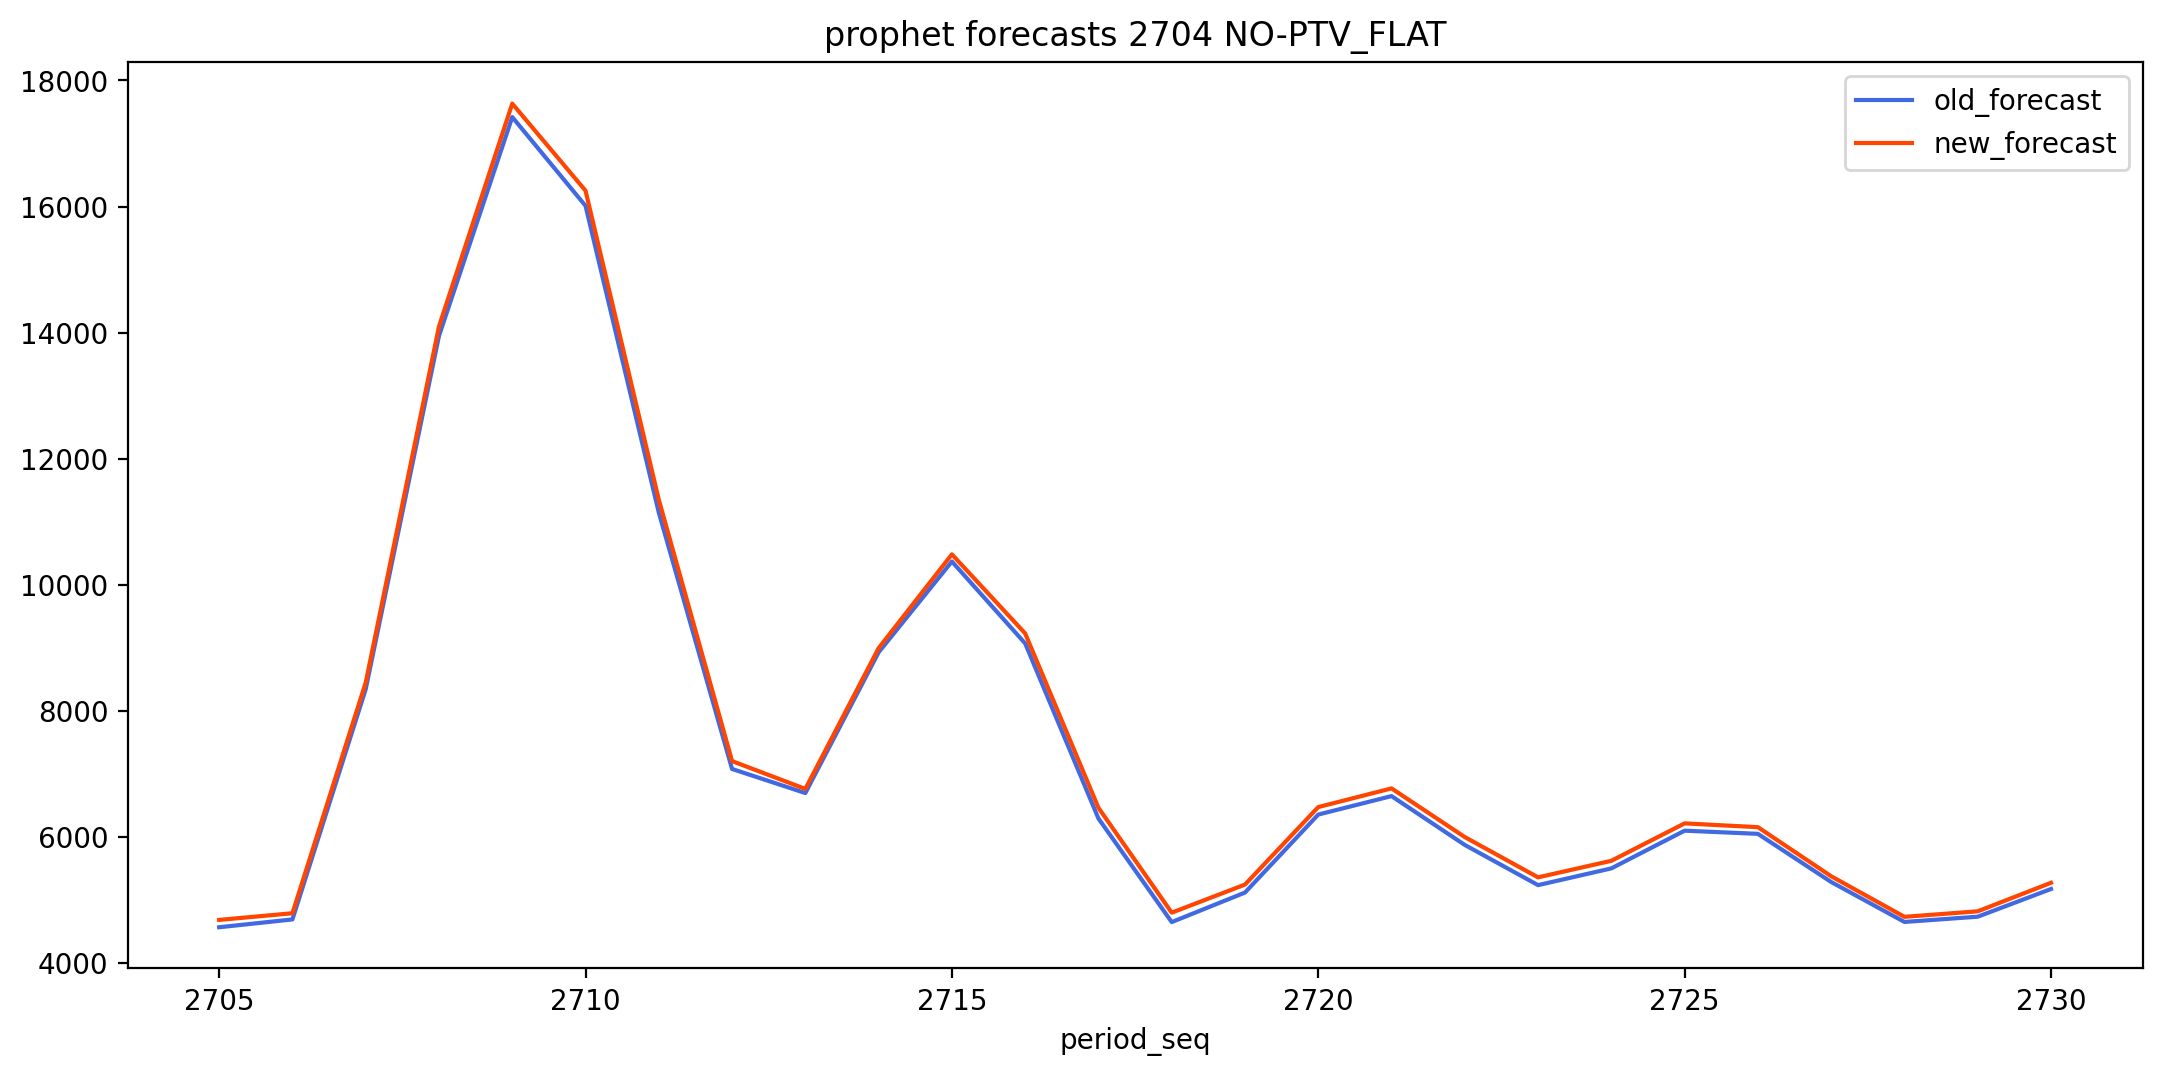 prophet forecasts 2704 NO-PTV_FLAT
old_forecast
new_forecast
18000
16000
14000
12000
10000
8000
6000
4000
2705 2710 2715 2720 2725 2730
period_seq